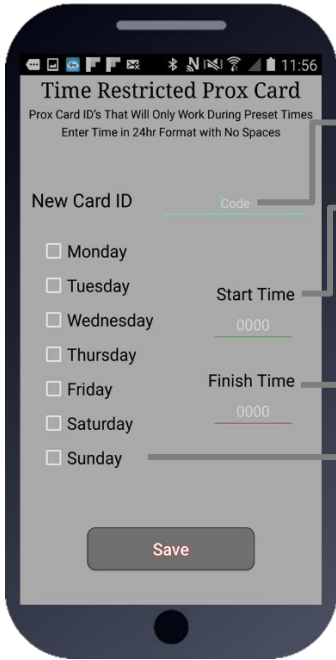 11:56
Time Restricted Prox Card
Prox Card ID's That Will Only Work During Preset Times
Enter Time in 24hr Format with No Spaces
New Card ID
Code
Monday
Tuesday
Wednesday
Thursday
Friday
Saturday
Sunday
Start Time
0000
Finish Time
0000
Save